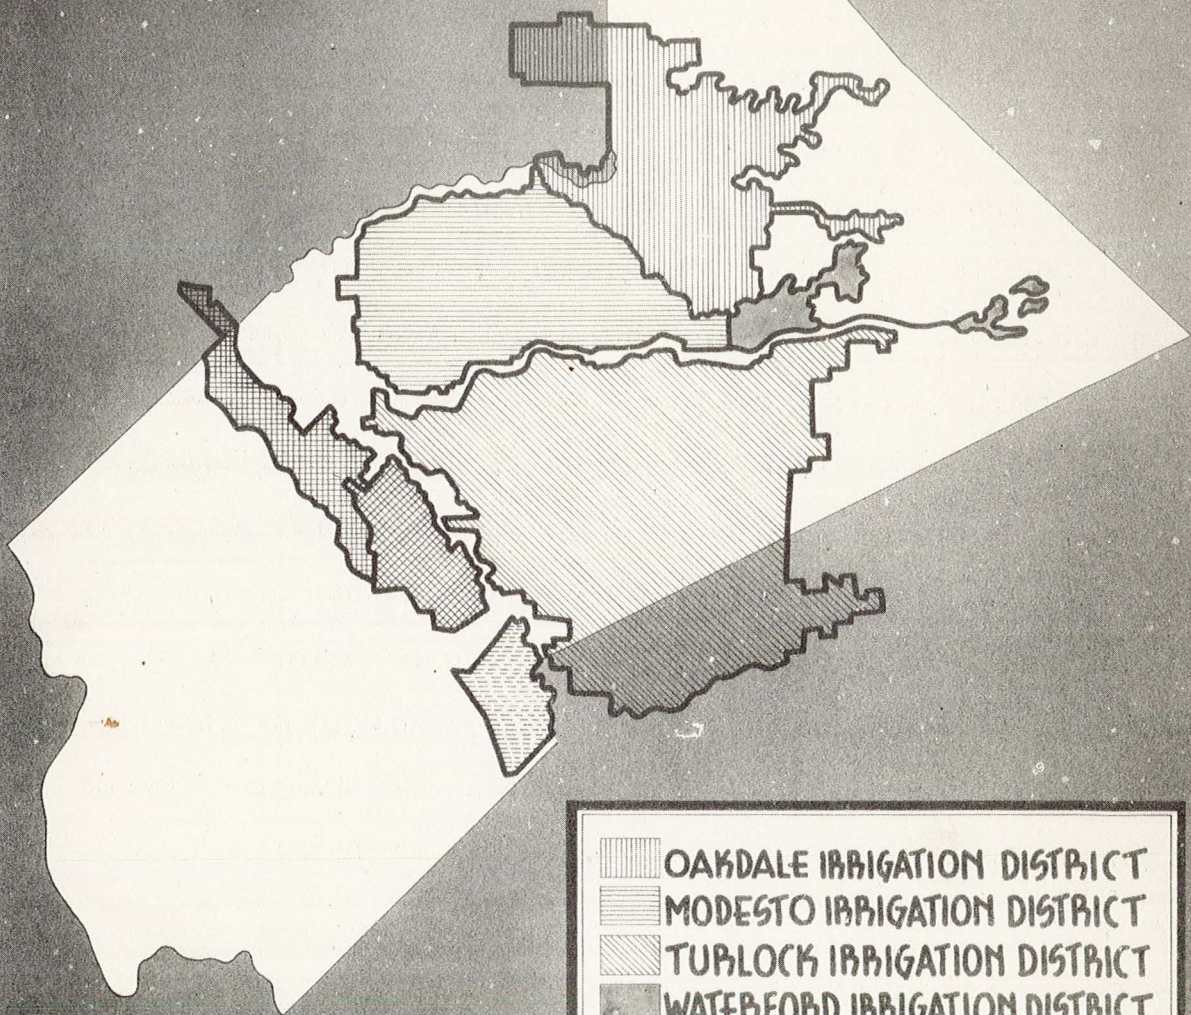 OAKDALE IRRIGATION DISTRICT
MODESTO IRRIGATION DISTRICT
TURLOCK IRRIGATION DISTRICT
WATERFORD IRRIGATION DISTRICT